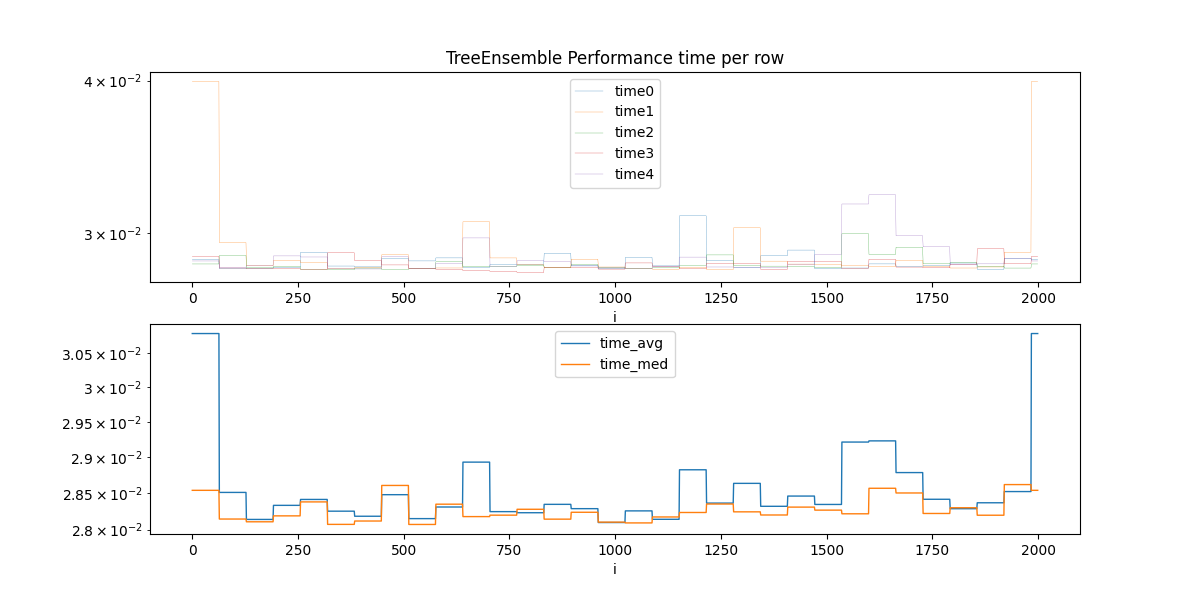 TreeEnsemble Performance time per row
4 × 10⁻²
3 × 10⁻²
time0
time1
time2
time3
time4
0 250 500 750 1000 1250 1500 1750 2000
i
3.05 × 10⁻²
3 × 10⁻²
2.95 × 10⁻²
2.9 × 10⁻²
2.85 × 10⁻²
2.8 × 10⁻²
time_avg
time_med
0 250 500 750 1000 1250 1500 1750 2000
i